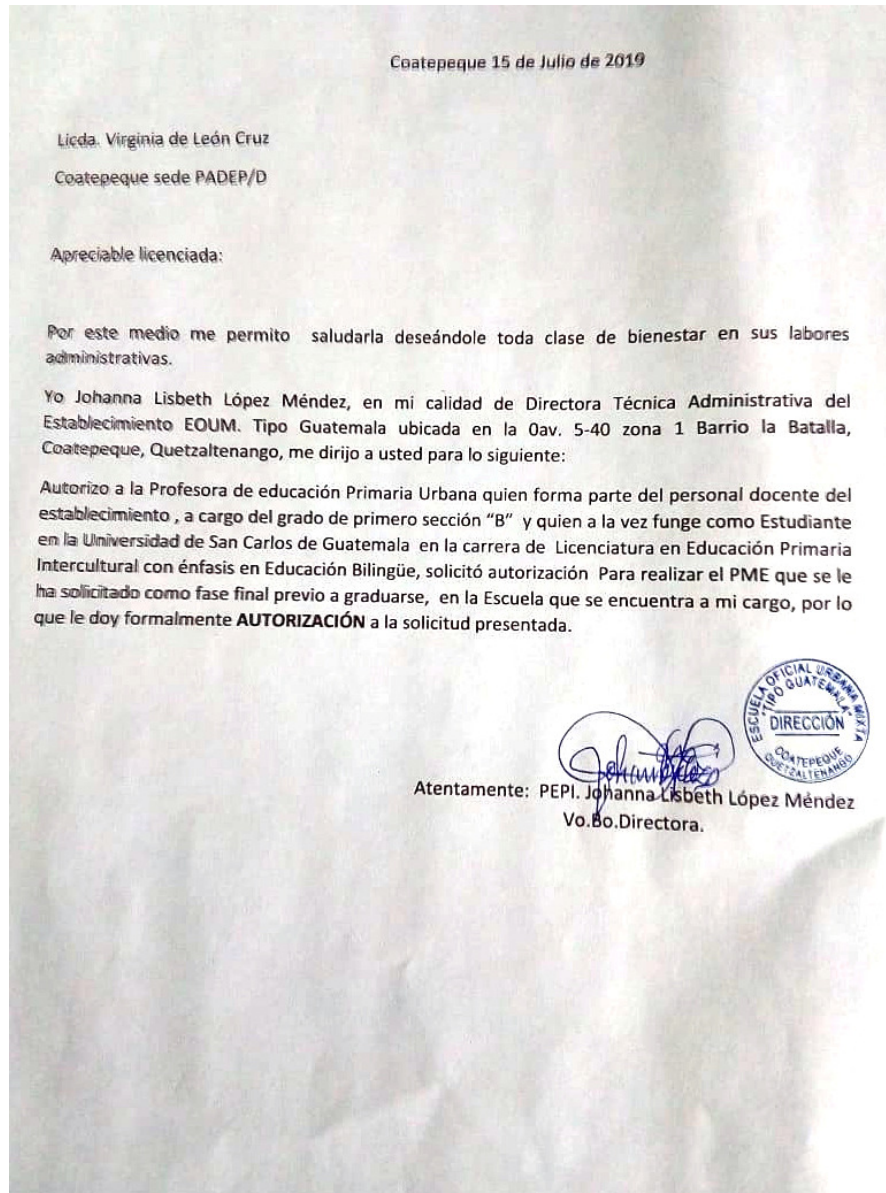 Coatepeque 15 de Julio de 2019
Licda. Virginia de León Cruz
Coatepeque sede PADEP/D
Apreciable licenciada:
Por este medio me permito saludarla deseándole toda clase de bienestar en sus labores
administrativas.
Yo Johanna Lisbeth López Méndez, en mi calidad de Directora Técnica Administrativa del
Establecimiento EOUM. Tipo Guatemala ubicada en la 0av. 5-40 zona 1 Barrio la Batalla,
Coatepeque, Quetzaltenango, me dirijo a usted para lo siguiente:
Autorizo a la Profesora de educación Primaria Urbana quien forma parte del personal docente del
establecimiento , a cargo del grado de primero sección “B” y quien a la vez funge como Estudiante
en la Universidad de San Carlos de Guatemala en la carrera de Licenciatura en Educación Primaria
Intercultural con énfasis en Educación Bilingüe, solicitó autorización Para realizar el PME que se le
ha solicitado como fase final previo a graduarse, en la Escuela que se encuentra a mi cargo, por lo
que le doy formalmente AUTORIZACIÓN a la solicitud presentada.
ESCUELA OFICIAL URBANA MIXTA
"TIPO GUATEMALA"
DIRECCIÓN
COATEPEQUE
QUETZALTENANGO
Atentamente: PEPI. Johanna Lisbeth López Méndez
Vo.Bo.Directora.